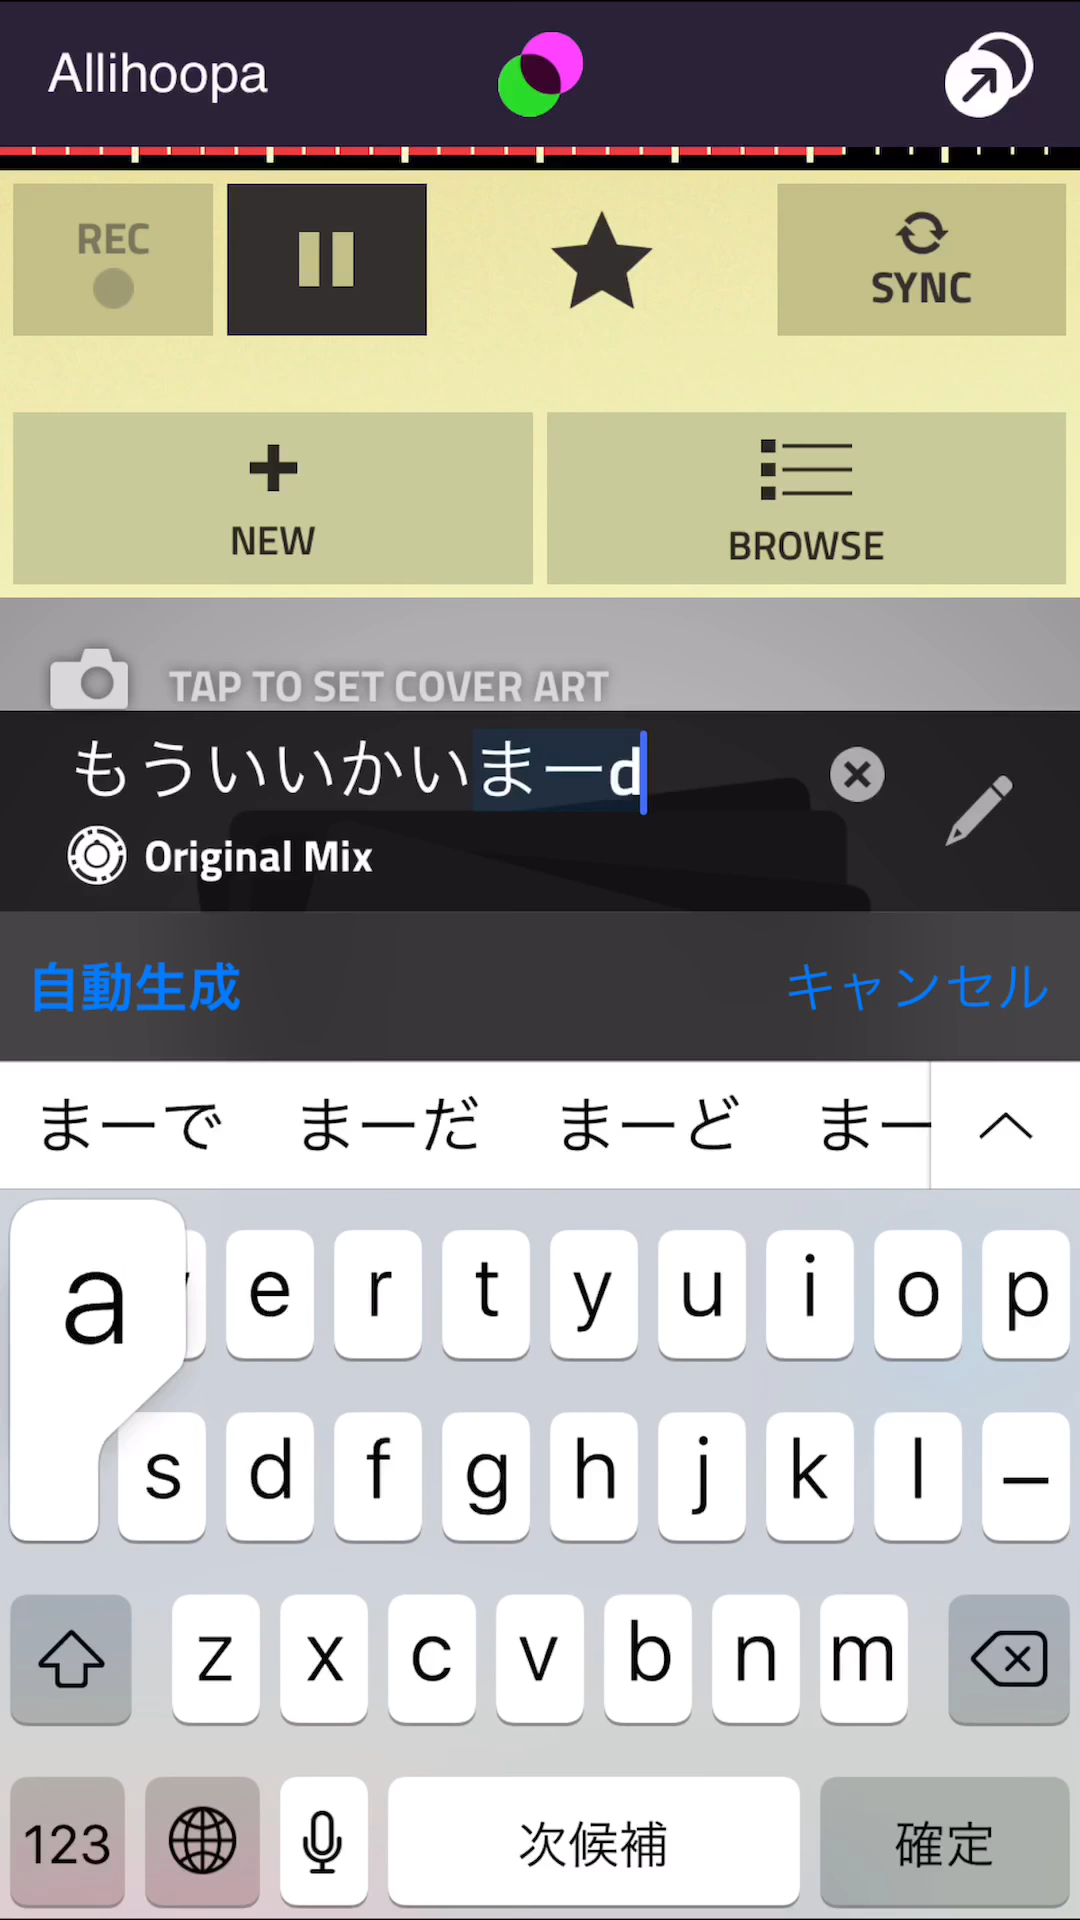 Allihoopa
REC
SYNC
NEW
BROWSE
TAP TO SET COVER ART
もういいかいまーd
Original Mix
自動生成
キャンセル
まーで まーだ まーど まー
a e r t y u i o p
s d f g h j k l ー
z x c v b n m
123 次候補 確定